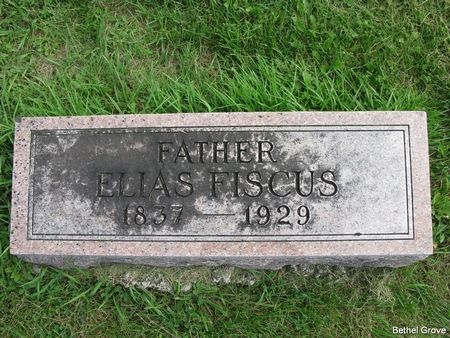 FATHER
ELIAS FISCUS
1837 — 1929
Bethel Grove